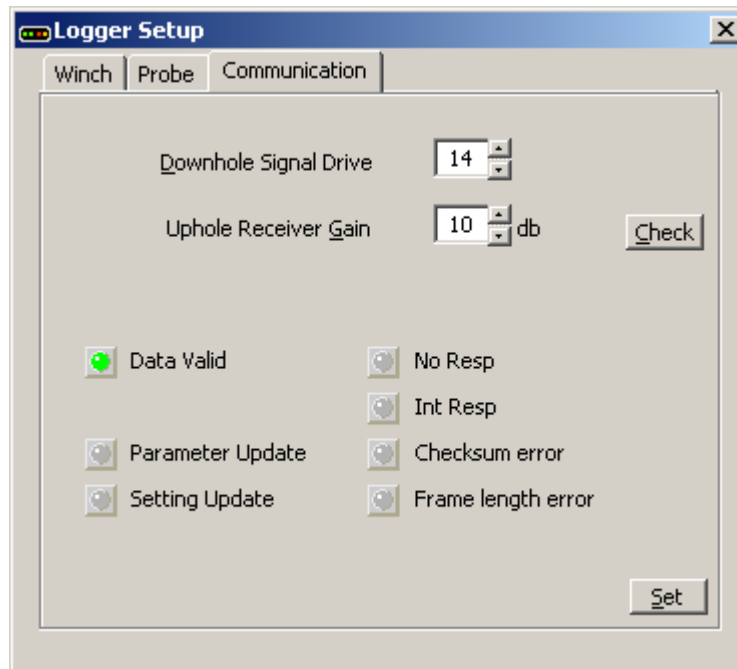 Logger Setup
Winch Probe Communication
Downhole Signal Drive 14
Uphole Receiver Gain 10 db Check
Data Valid No Resp
Int Resp
Parameter Update Checksum error
Setting Update Frame length error
Set